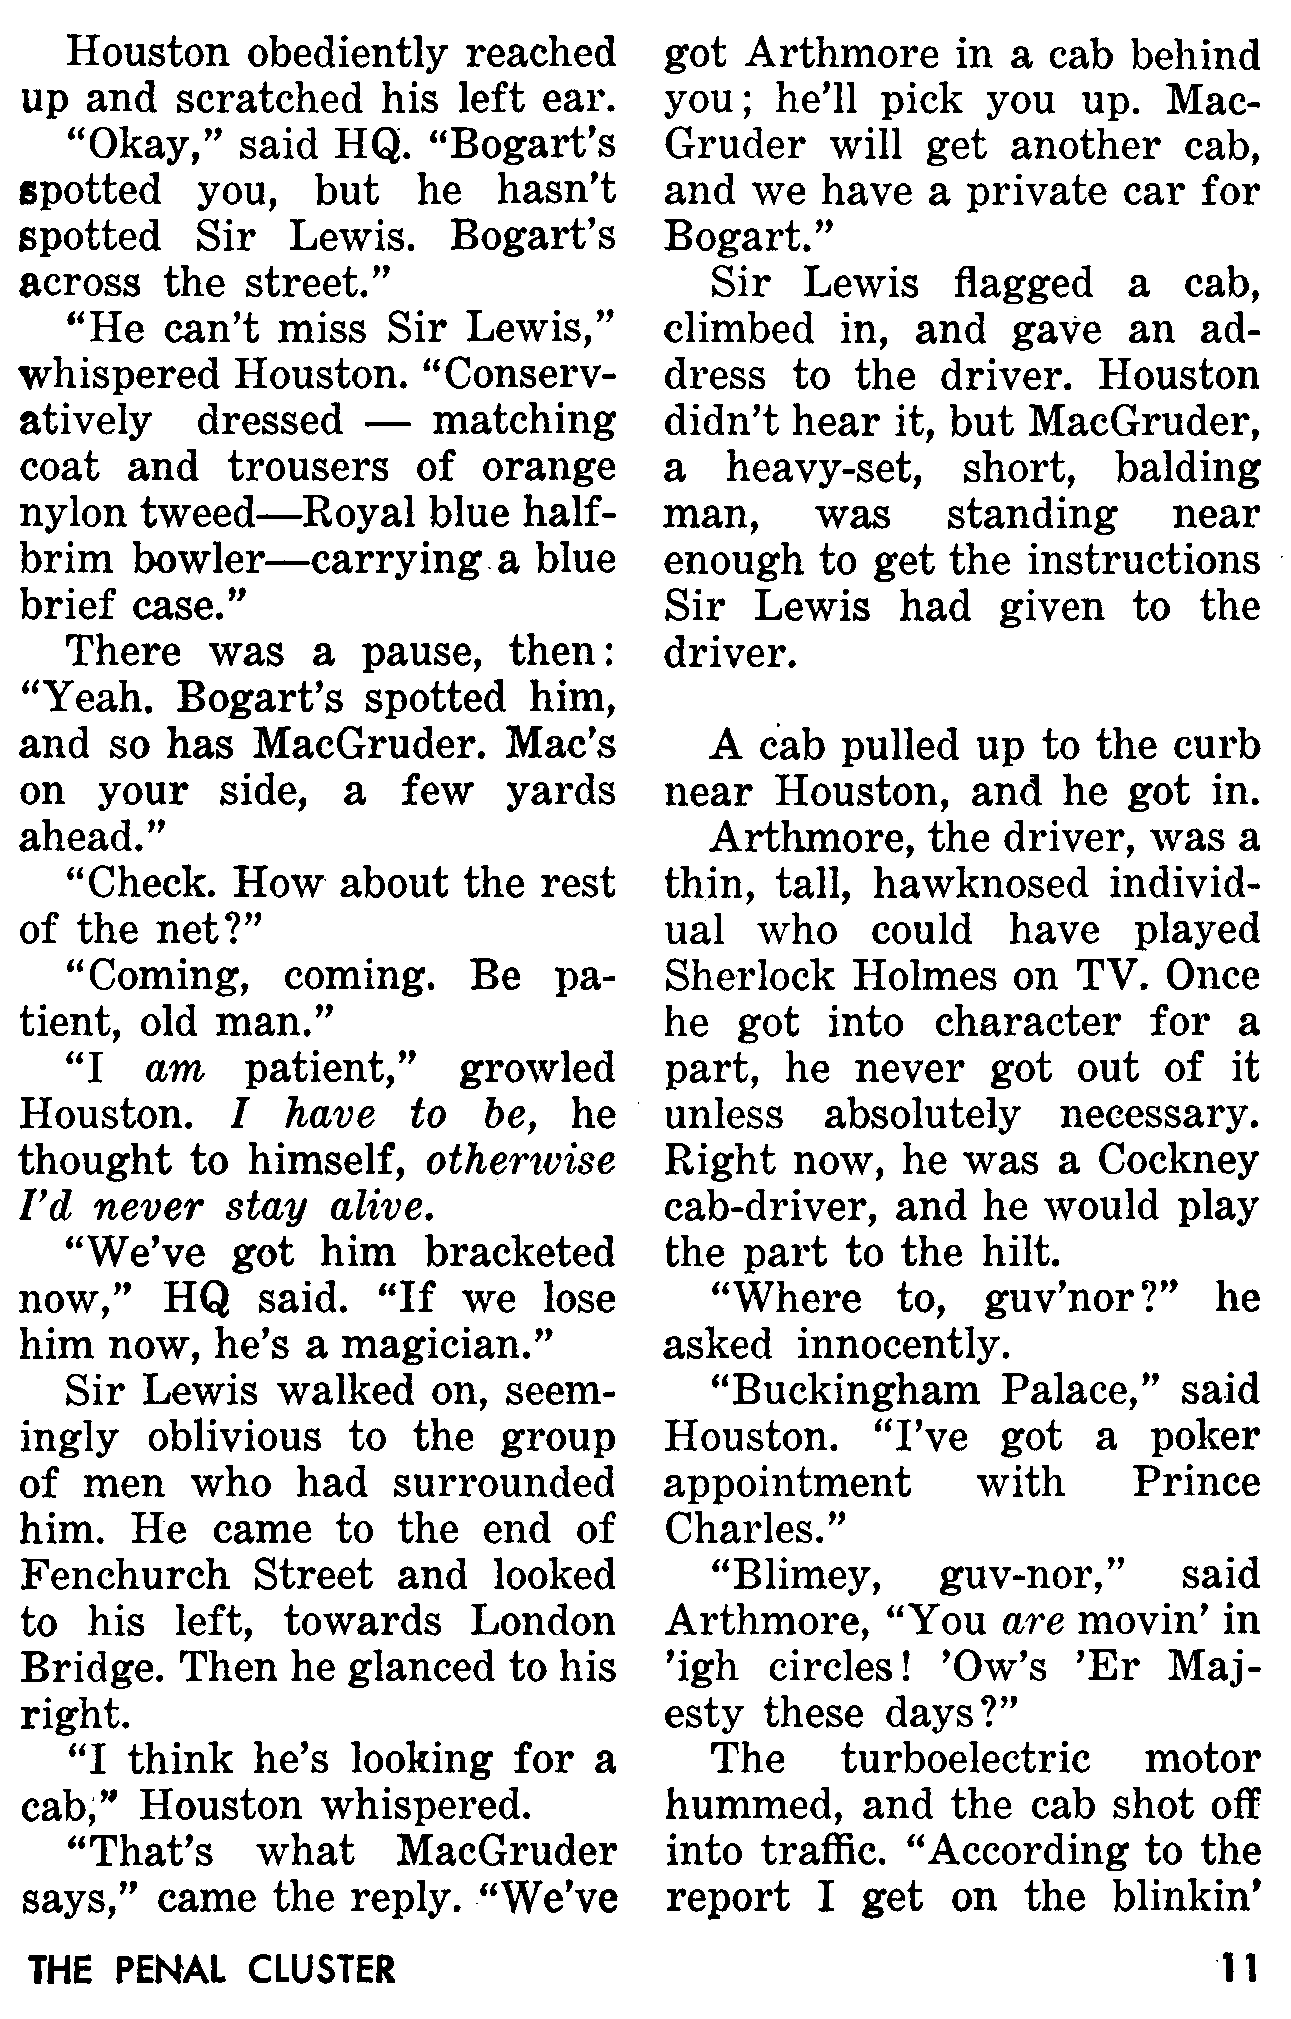 Houston obediently reached
up and scratched his left ear.
“Okay,” said HQ. “Bogart’s
spotted you, but he hasn’t
spotted Sir Lewis. Bogart’s
across the street.”
“He can’t miss Sir Lewis,”
whispered Houston. “Conserv-
atively dressed — matching
coat and trousers of orange
nylon tweed—Royal blue half-
brim bowler—carrying a blue
brief case.”
There was a pause, then:
“Yeah. Bogart’s spotted him,
and so has MacGruder. Mac’s
on your side, a few yards
ahead.”
“Check. How about the rest
of the net?”
“Coming, coming. Be pa-
tient, old man.”
“I am patient,” growled
Houston. I have to be, he
thought to himself, otherwise
I’d never stay alive.
“We’ve got him bracketed
now,” HQ said. “If we lose
him now, he’s a magician.”
Sir Lewis walked on, seem-
ingly oblivious to the group
of men who had surrounded
him. He came to the end of
Fenchurch Street and looked
to his left, towards London
Bridge. Then he glanced to his
right.
“I think he’s looking for a
cab,” Houston whispered.
“That’s what MacGruder
says,” came the reply. “We’ve
got Arthmore in a cab behind
you; he’ll pick you up. Mac-
Gruder will get another cab,
and we have a private car for
Bogart.”
Sir Lewis flagged a cab,
climbed in, and gave an ad-
dress to the driver. Houston
didn’t hear it, but MacGruder,
a heavy-set, short, balding
man, was standing near
enough to get the instructions
Sir Lewis had given to the
driver.
A cab pulled up to the curb
near Houston, and he got in.
Arthmore, the driver, was a
thin, tall, hawknosed individ-
ual who could have played
Sherlock Holmes on TV. Once
he got into character for a
part, he never got out of it
unless absolutely necessary.
Right now, he was a Cockney
cab-driver, and he would play
the part to the hilt.
“Where to, guv’nor?” he
asked innocently.
“Buckingham Palace,” said
Houston. “I’ve got a poker
appointment with Prince
Charles.”
“Blimey, guv-nor,” said
Arthmore, “You are movin’ in
’igh circles! ’Ow’s ’Er Maj-
esty these days?”
The turboelectric motor
hummed, and the cab shot off
into traffic. “According to the
report I get on the blinkin’
THE PENAL CLUSTER 11